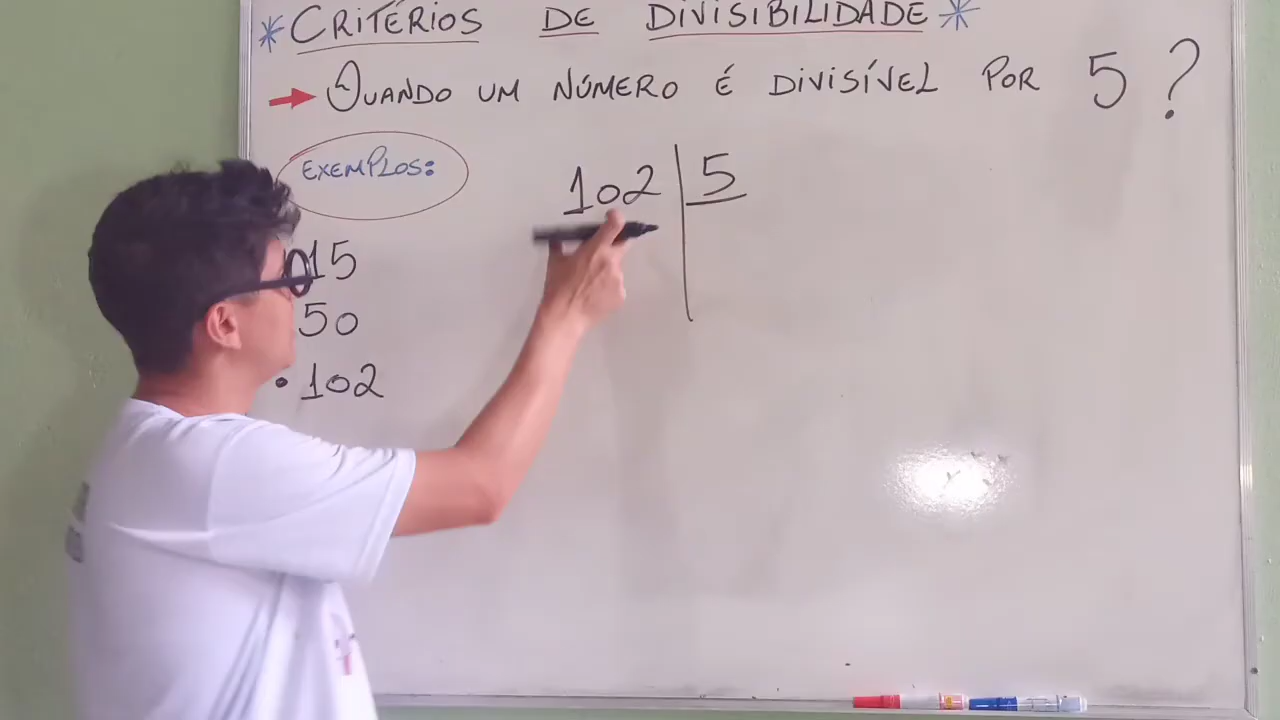 *CRITÉRIOS DE DIVISIBILIDADE*
→ QUANDO UM NÚMERO É DIVISÍVEL POR 5 ?
EXEMPLOS:
102 | 5
15
50
• 102